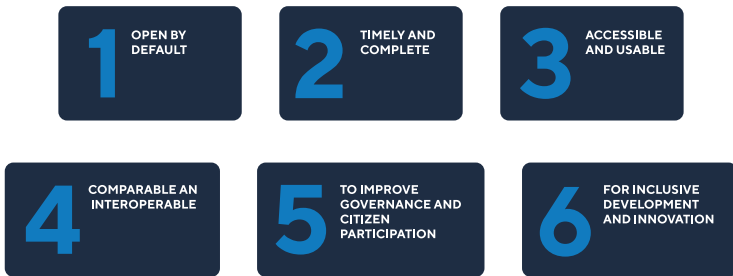 1
OPEN BY
DEFAULT
2
TIMELY AND
COMPLETE
3
ACCESSIBLE
AND USABLE
4
COMPARABLE AN
INTEROPERABLE
5
TO IMPROVE
GOVERNANCE AND
CITIZEN
PARTICIPATION
6
FOR INCLUSIVE
DEVELOPMENT
AND INNOVATION